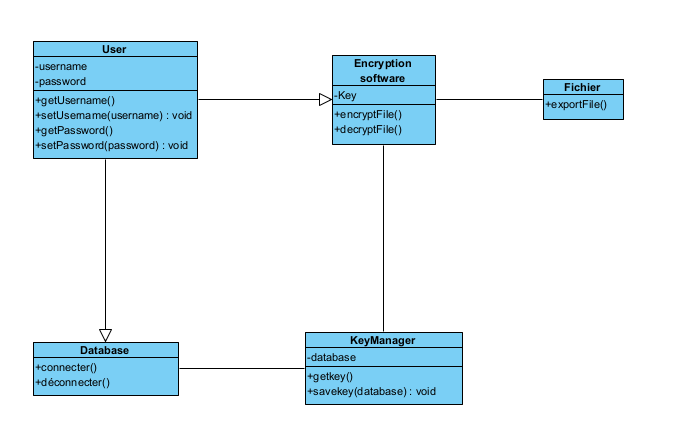 User
-username
-password
+getUsername()
+setUsername(username) : void
+getPassword()
+setPassword(password) : void
Encryption
software
-Key
+encryptFile()
+decryptFile()
Fichier
+exportFile()
Database
+connecter()
+déconnecter()
KeyManager
-database
+getkey()
+savekey(database) : void